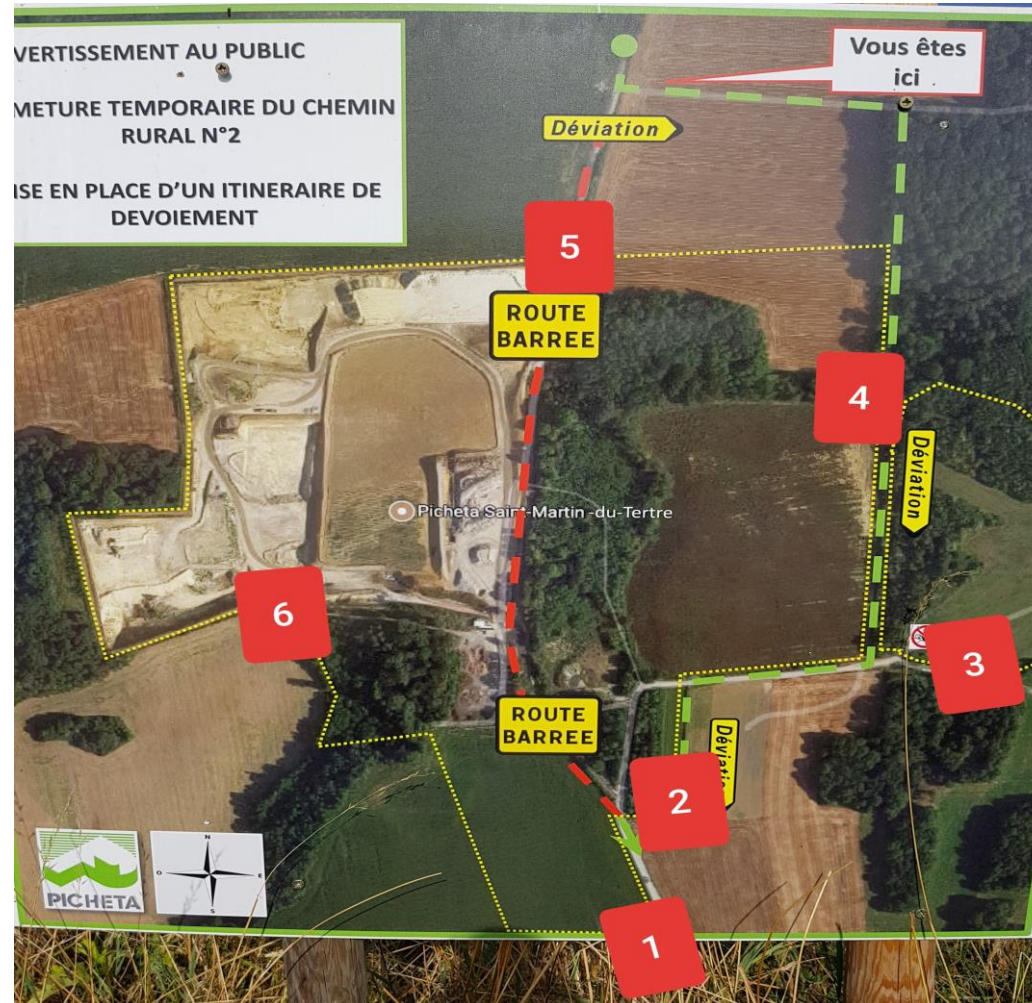 VERTISSEMENT AU PUBLIC
METURE TEMPORAIRE DU CHEMIN
RURAL N°2
ISE EN PLACE D'UN ITINERAIRE DE
DEVOIEMENT
Vous êtes
ici
Déviation
5
ROUTE
BARREE
4
Déviation
Picheta Saint-Martin-du-Tertre
6
3
ROUTE
BARREE
Déviatio
2
PICHETA
N
O
E
S
1